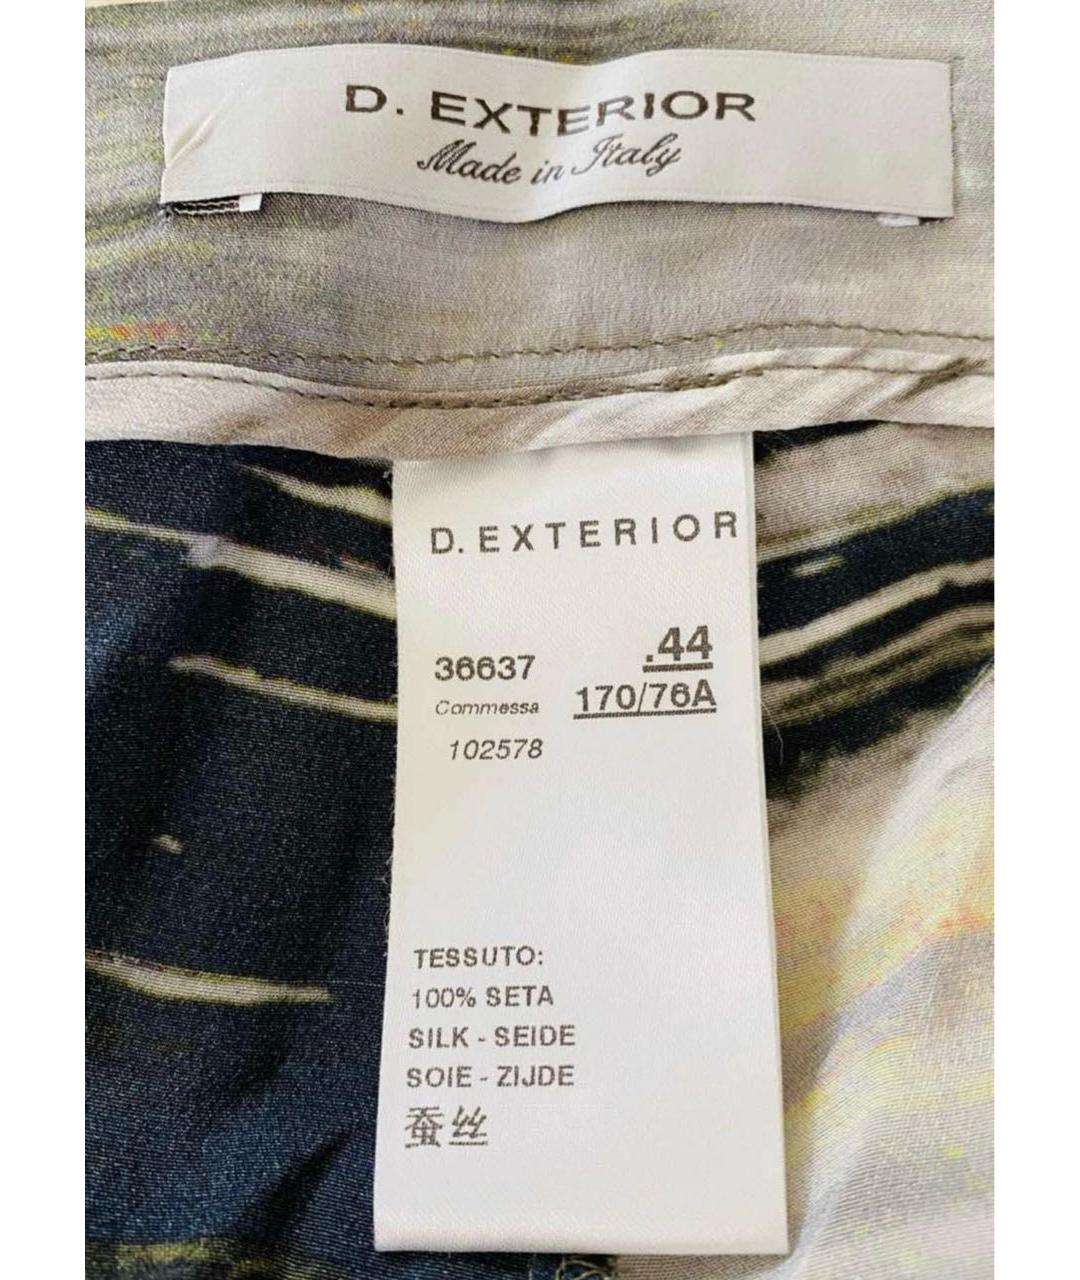 D. EXTERIOR
Made in Italy
D. EXTERIOR
36637 .44
Commessa 170/76A
102578
TESSUTO:
100% SETA
SILK - SEIDE
SOIE - ZIJDE
蚕丝